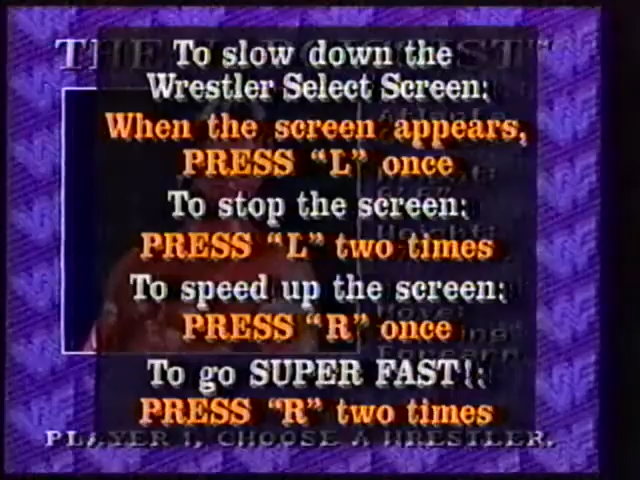 To slow down the
Wrestler Select Screen:
When the screen appears,
PRESS "L" once
To stop the screen:
PRESS "L" two times
To speed up the screen:
PRESS "R" once
To go SUPER FAST!:
PRESS "R" two times
PLAYER 1, CHOOSE A WRESTLER.